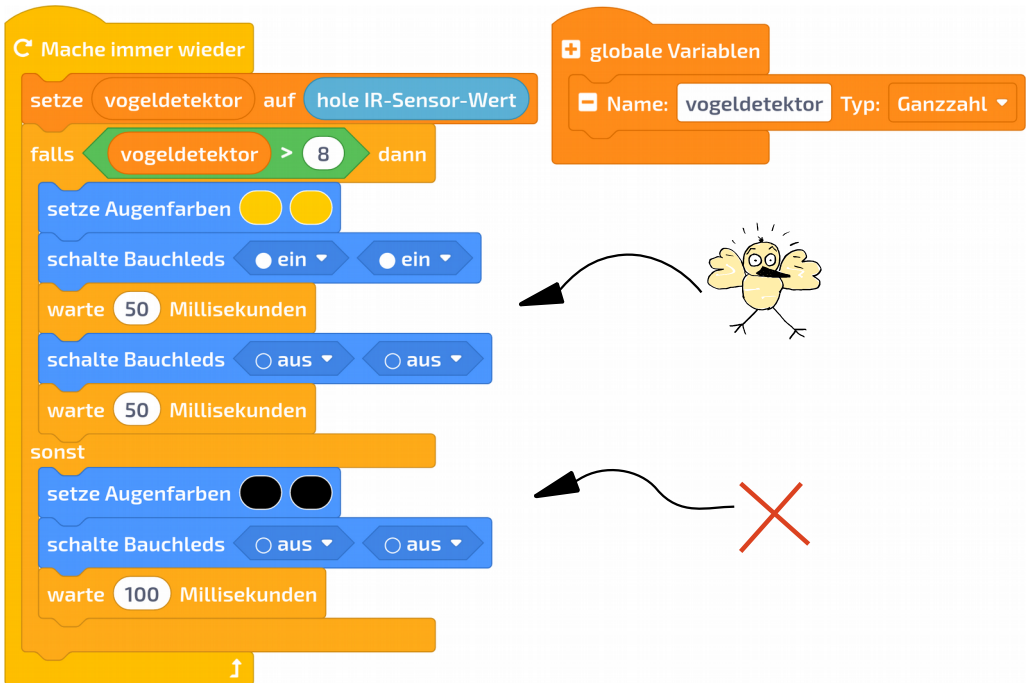 Mache immer wieder
setze vogeldetektor auf hole IR-Sensor-Wert
falls vogeldetektor > 8 dann
setze Augenfarben
schalte Bauchleds ein ein
warte 50 Millisekunden
schalte Bauchleds aus aus
warte 50 Millisekunden
sonst
setze Augenfarben
schalte Bauchleds aus aus
warte 100 Millisekunden
globale Variablen
Name: vogeldetektor Typ: Ganzzahl